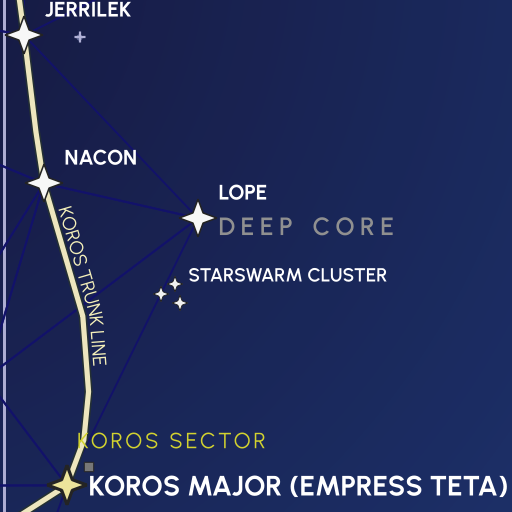 JERRILEK
NACON
LOPE
DEEP CORE
KOROS TRUNK LINE
STARSWARM CLUSTER
KOROS SECTOR
KOROS MAJOR (EMPRESS TETA)